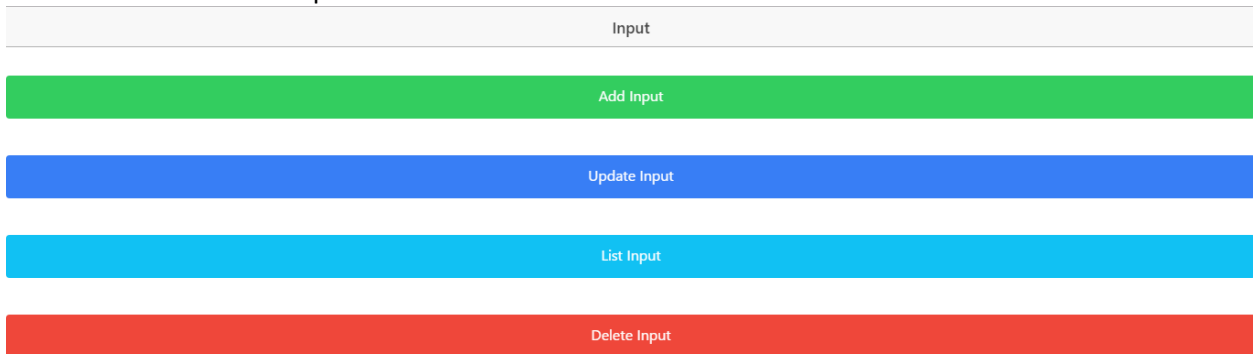 Input
Add Input
Update Input
List Input
Delete Input